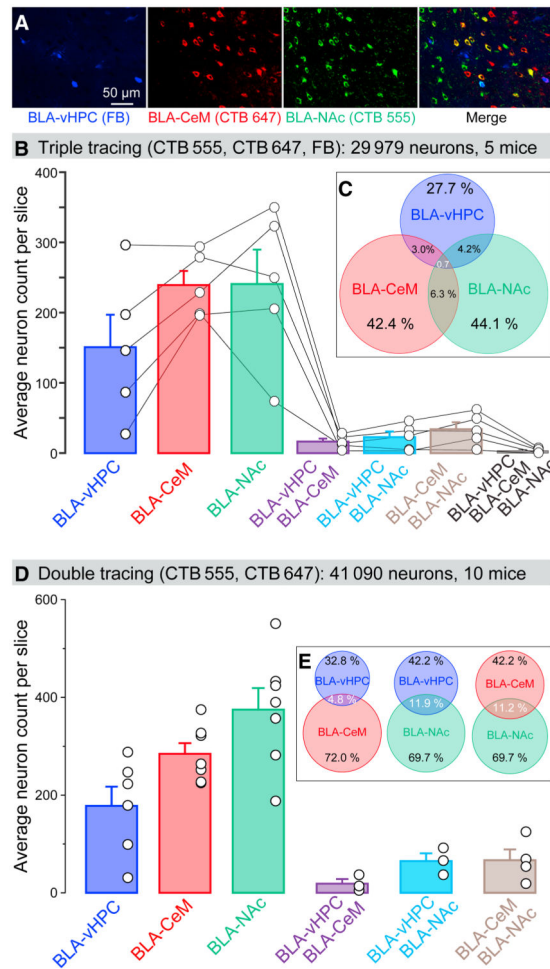 A
50 µm
BLA-vHPC (FB)
BLA-CeM (CTB 647)
BLA-NAc (CTB 555)
Merge
B Triple tracing (CTB 555, CTB 647, FB): 29 979 neurons, 5 mice
Average neuron count per slice
400
300
200
100
0
BLA-vHPC
BLA-CeM
BLA-NAc
BLA-vHPC
BLA-CeM
BLA-vHPC
BLA-NAc
BLA-CeM
BLA-NAc
BLA-vHPC
BLA-CeM
BLA-NAc
C
27.7 %
BLA-vHPC
3.0%
4.2%
0.7
BLA-CeM
6.3 %
BLA-NAc
42.4 %
44.1 %
D Double tracing (CTB 555, CTB 647): 41 090 neurons, 10 mice
Average neuron count per slice
600
400
200
0
BLA-vHPC
BLA-CeM
BLA-NAc
BLA-vHPC
BLA-CeM
BLA-vHPC
BLA-NAc
BLA-CeM
BLA-NAc
E
32.8 %
BLA-vHPC
4.8 %
BLA-CeM
72.0 %
42.2 %
BLA-vHPC
11.9 %
BLA-NAc
69.7 %
42.2 %
BLA-CeM
11.2 %
BLA-NAc
69.7 %